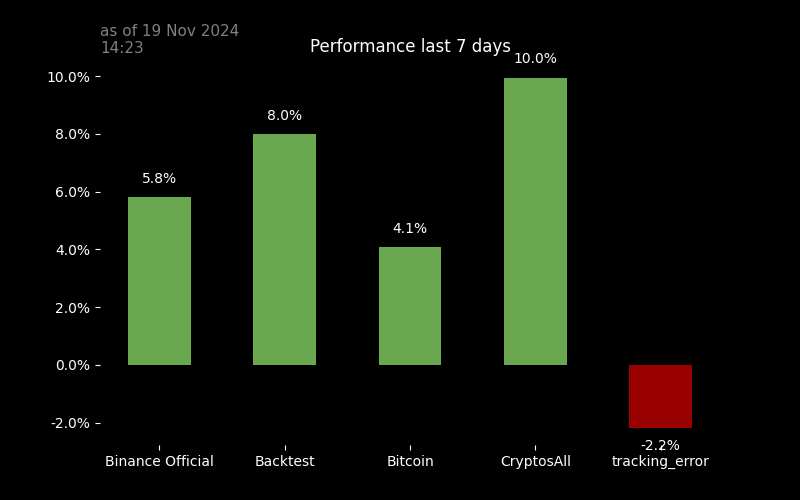 as of 19 Nov 2024
14:23
Performance last 7 days
10.0%
10.0%
8.0%
8.0%
6.0%
5.8%
4.0%
4.1%
2.0%
0.0%
-2.0%
-2.2%
Binance Official
Backtest
Bitcoin
CryptosAll
tracking_error